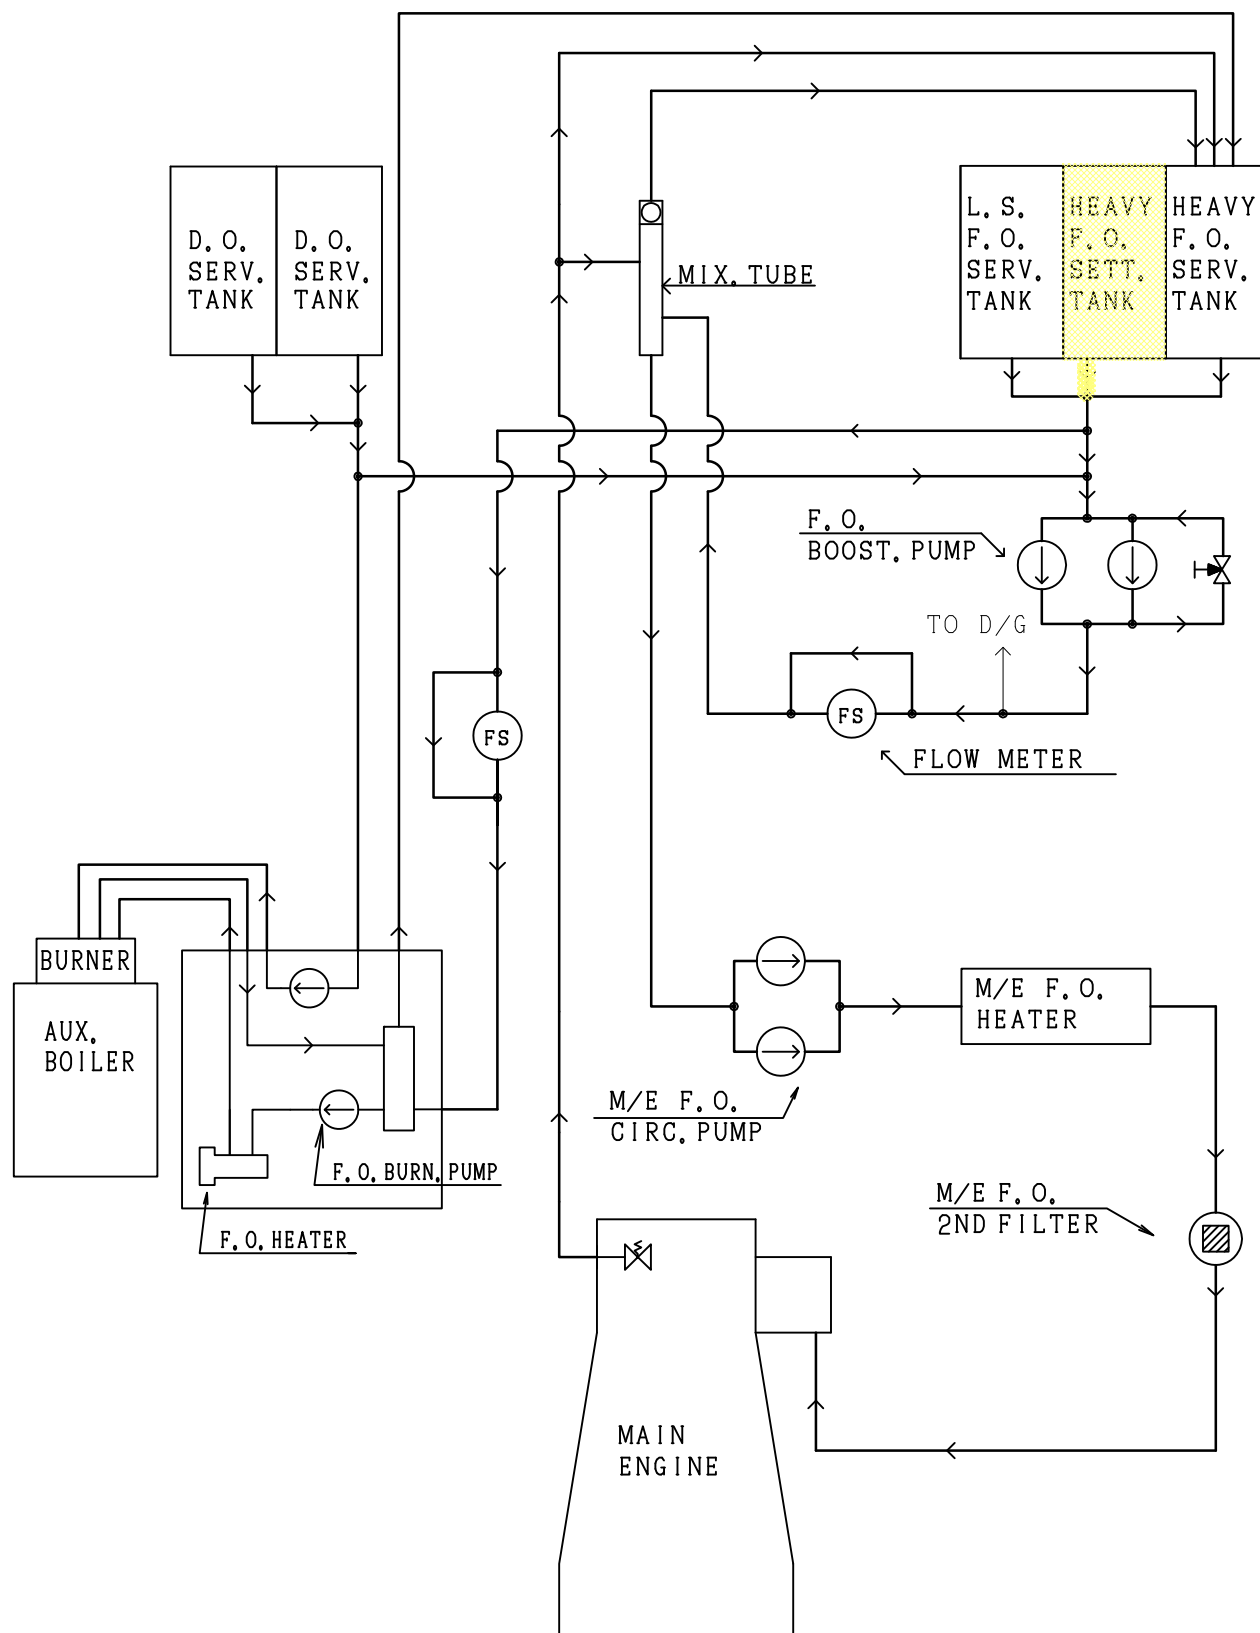 D. O.
SERV.
TANK
D. O.
SERV.
TANK
MIX. TUBE
L. S.
F. O.
SERV.
TANK
HEAVY
F. O.
SETT.
TANK
HEAVY
F. O.
SERV.
TANK
F. O.
BOOST. PUMP
TO D/G
FS
FLOW METER
FS
BURNER
AUX.
BOILER
M/E F. O.
HEATER
M/E F. O.
CIRC. PUMP
F. O. BURN. PUMP
F. O. HEATER
M/E F. O.
2ND FILTER
MAIN
ENGINE